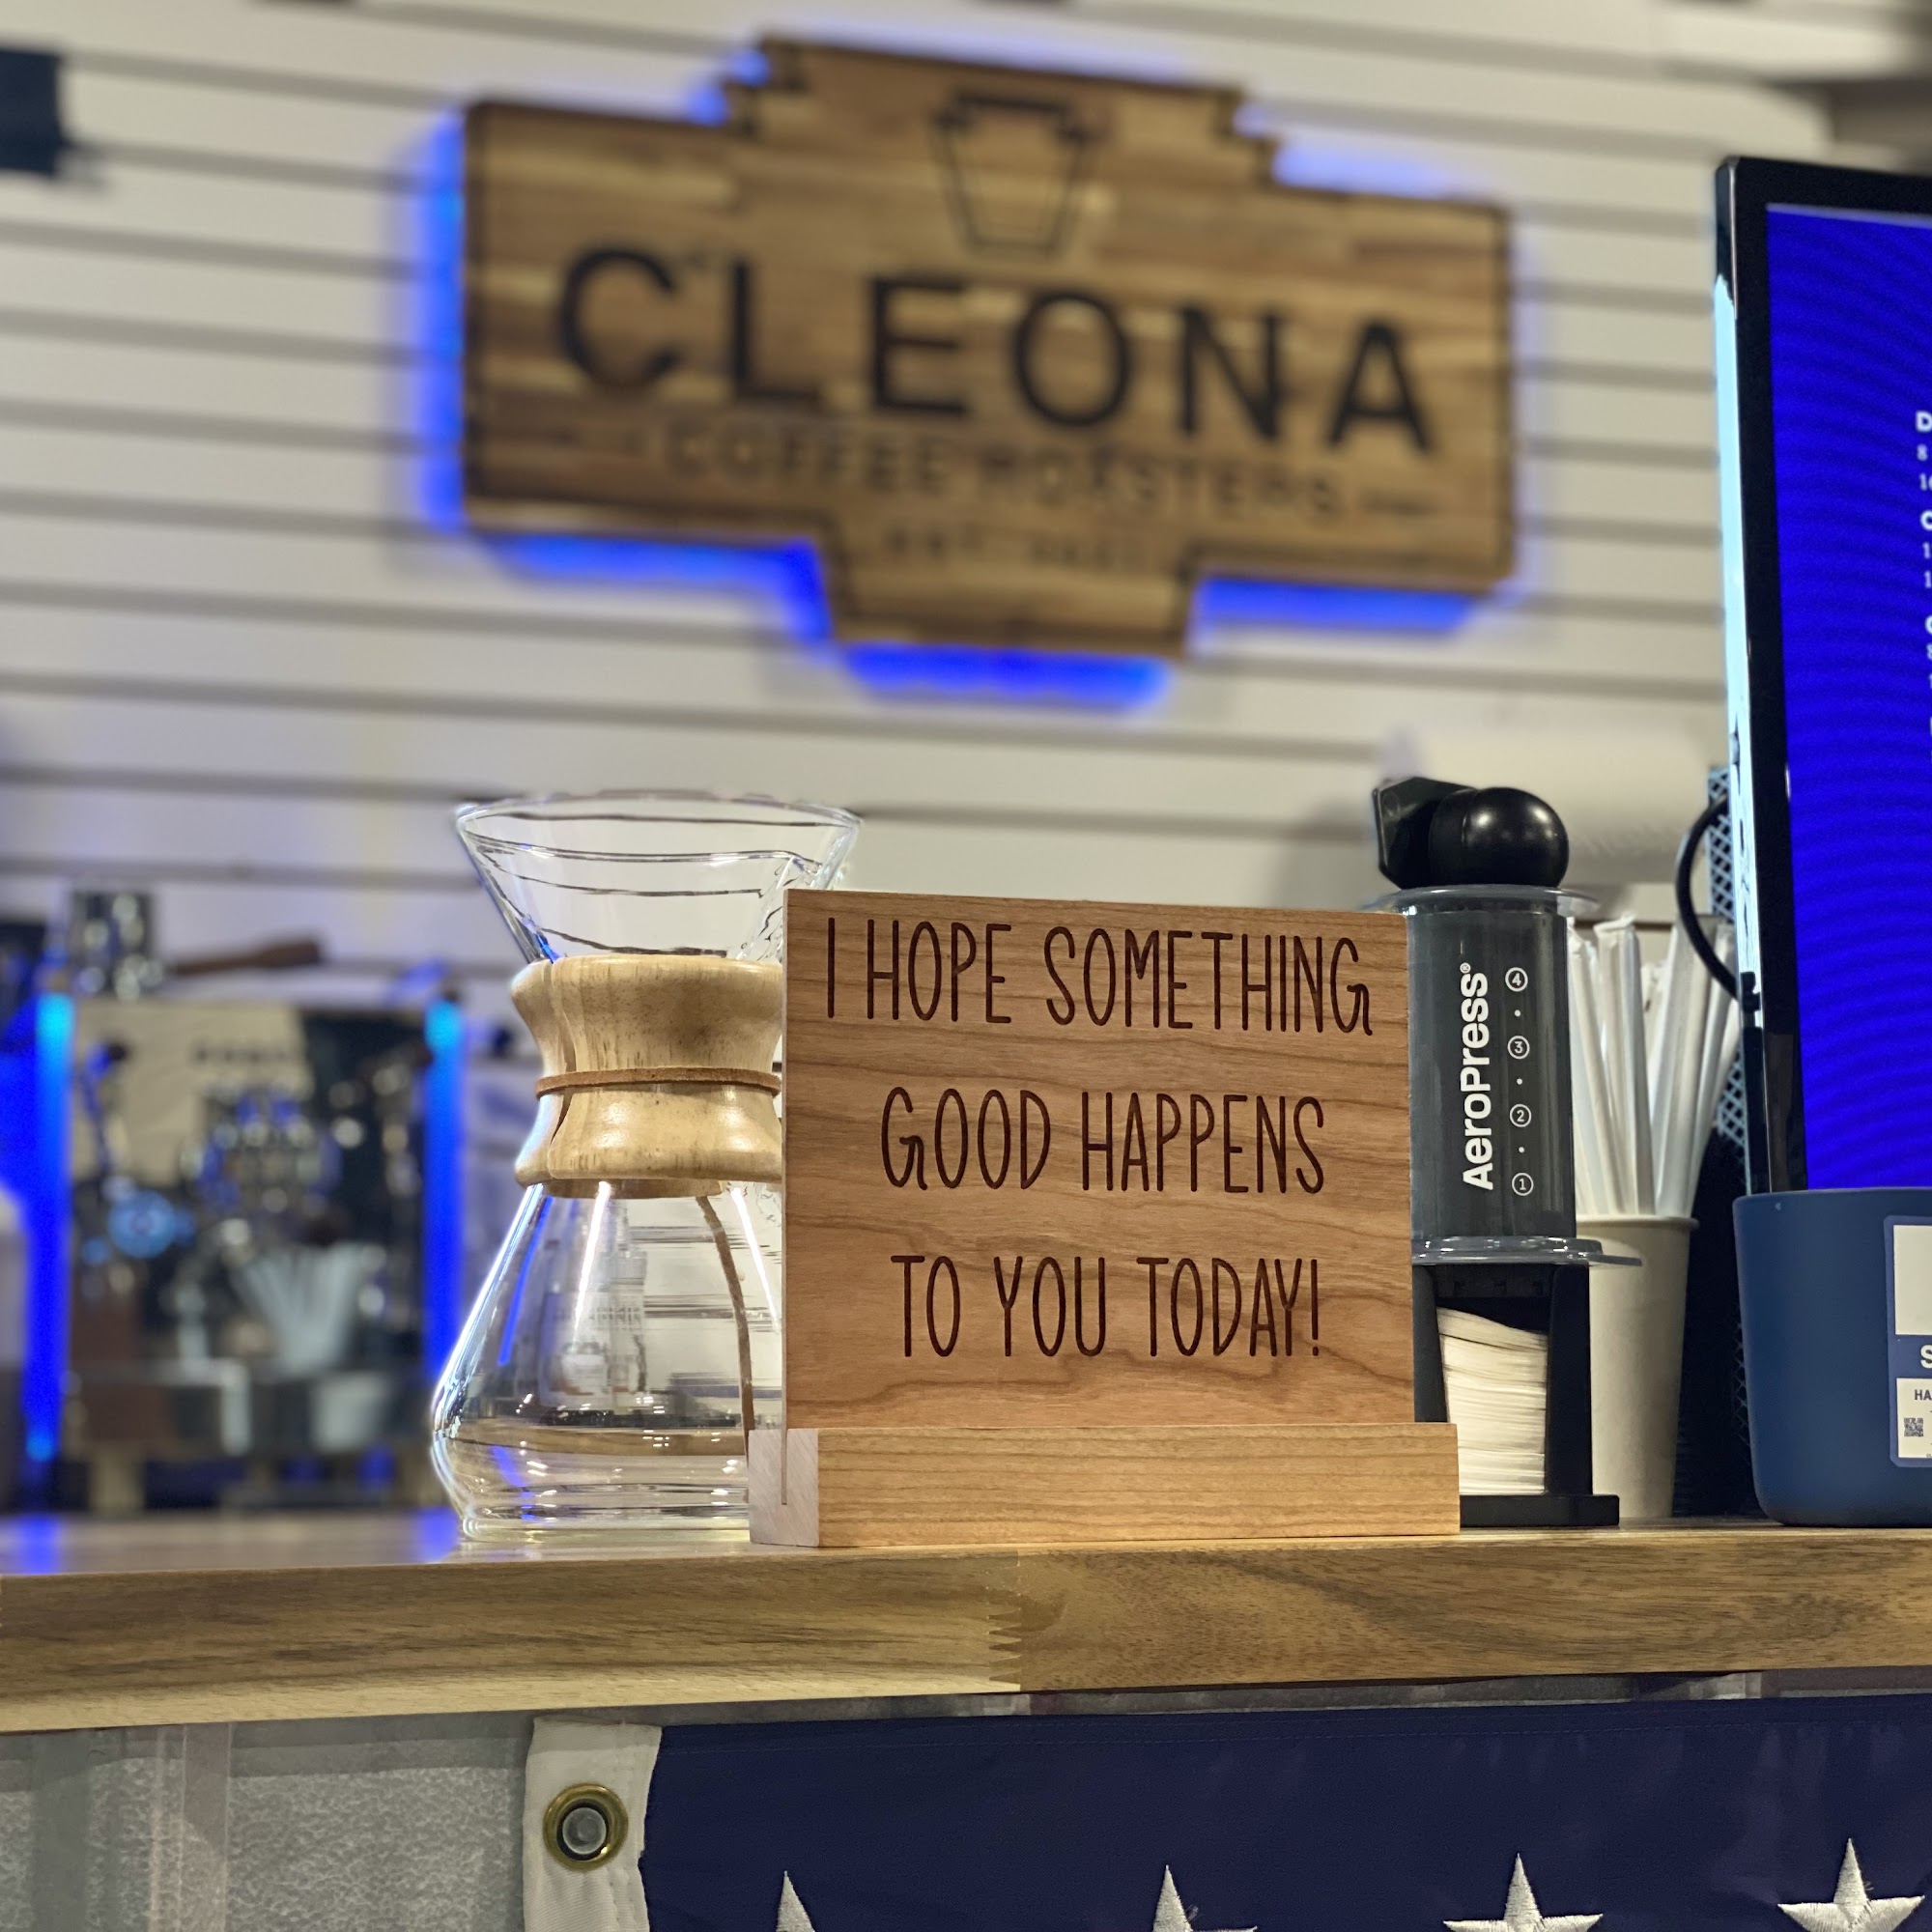 CLEONA
COFFEE ROASTERS
I HOPE SOMETHING
GOOD HAPPENS
TO YOU TODAY!
AeroPress®
4
3
2
1